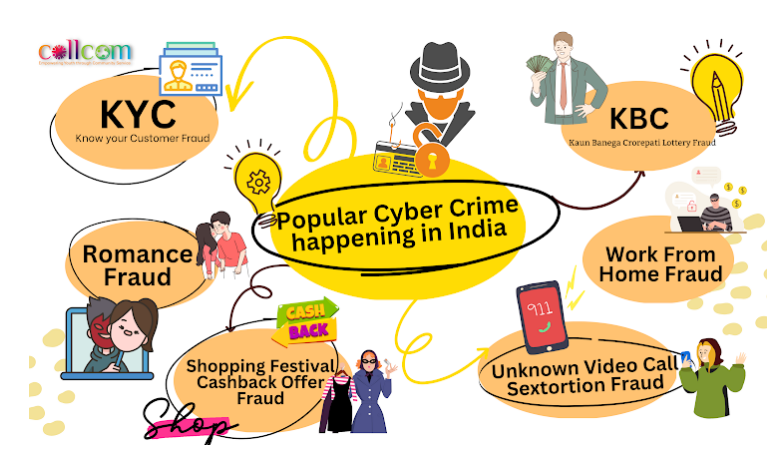 collcom
KYC
Know your Customer Fraud
KBC
Kaun Banega Crorepati Lottery Fraud
Popular Cyber Crime
happening in India
Romance
Fraud
Work From
Home Fraud
CASH
BACK
911
Shopping Festival
Cashback Offer
Fraud
Unknown Video Call
Sextortion Fraud
Shop